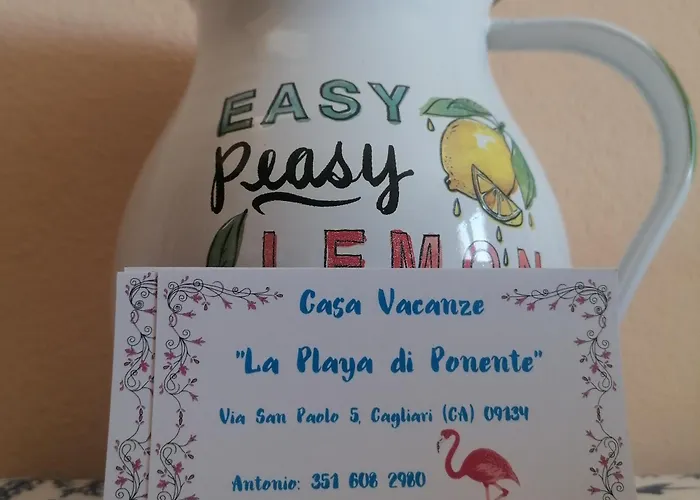 EASY
Peasy
LEMON
Casa Vacanze
"La Playa di Ponente"
Via San Paolo 5, Cagliari (CA) 09134
Antonio: 351 608 2980